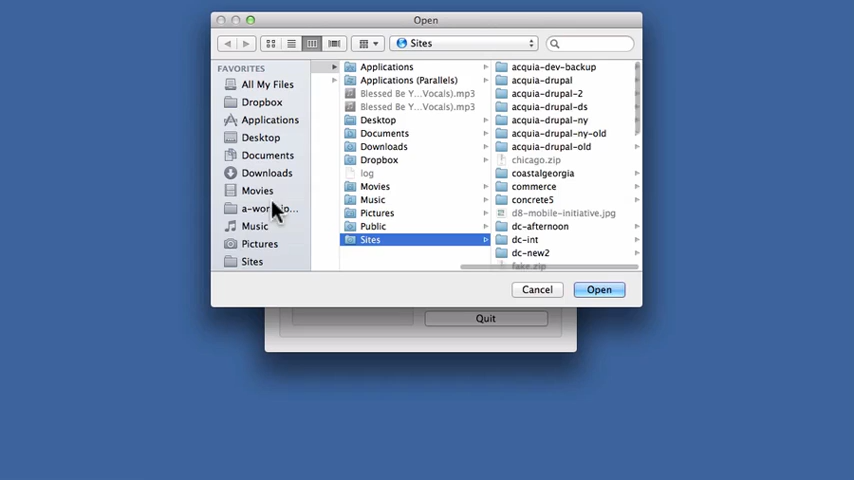 Open
Sites
FAVORITES
All My Files
Dropbox
Applications
Desktop
Documents
Downloads
Movies
a-wor
Music
Pictures
Sites
Applications
Applications (Parallels)
Blessed Be Y...Vocals).mp3
Blessed Be Y...Vocals).mp3
Desktop
Documents
Downloads
Dropbox
log
Movies
Music
Pictures
Public
Sites
acquia-dev-backup
acquia-drupal
acquia-drupal-2
acquia-drupal-ds
acquia-drupal-ny
acquia-drupal-ny-old
acquia-drupal-old
chicago.zip
coastalgeorgia
commerce
concrete5
d8-mobile-initiative.jpg
dc-afternoon
dc-int
dc-new2
fake.zip
Cancel
Open
Quit